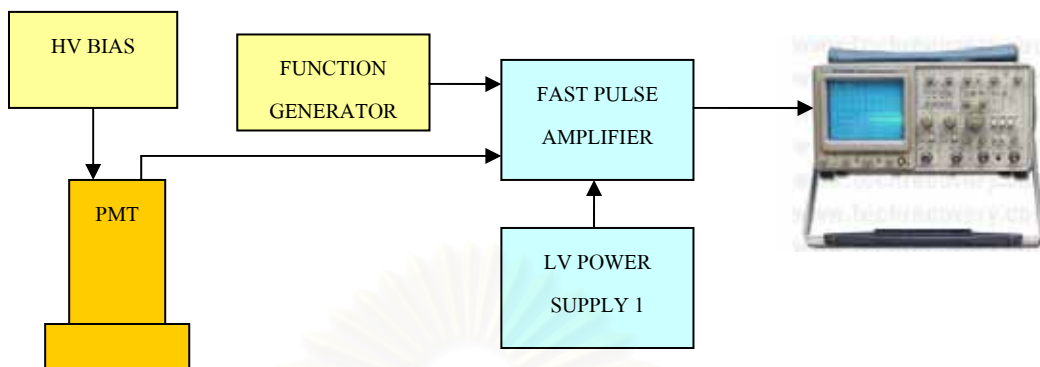 HV BIAS
FUNCTION
GENERATOR
FAST PULSE
AMPLIFIER
PMT
LV POWER
SUPPLY 1